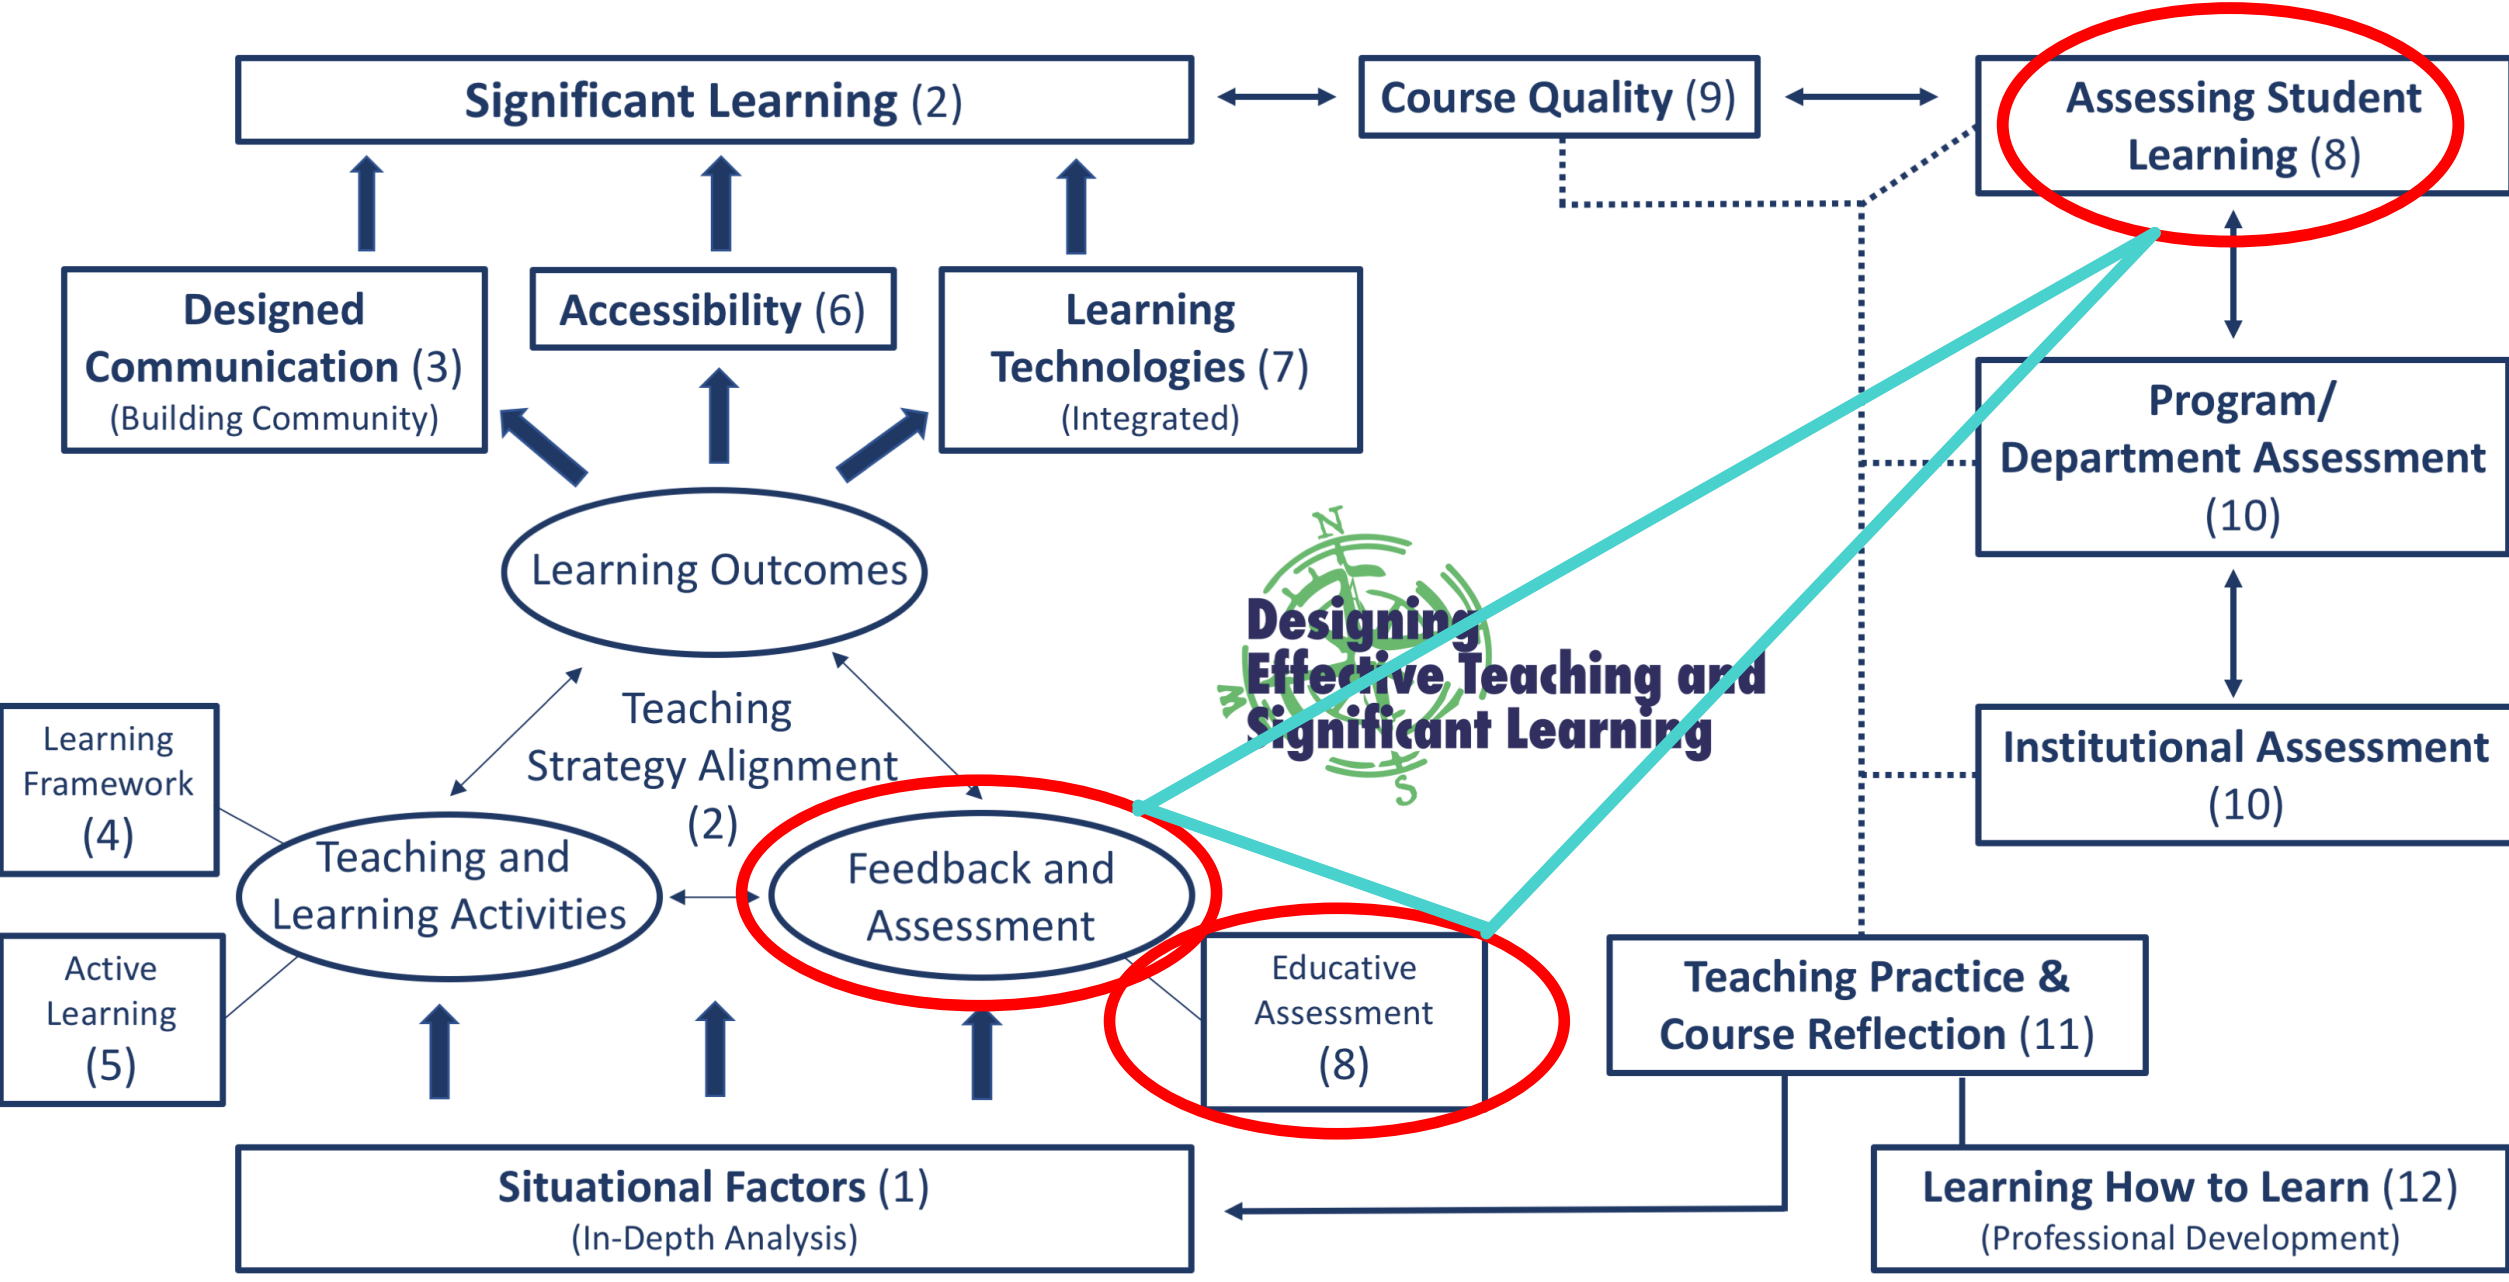 Significant Learning (2)
Course Quality (9)
Assessing Student
Learning (8)
Designed
Communication (3)
(Building Community)
Accessibility (6)
Learning
Technologies (7)
(Integrated)
Program/
Department Assessment
(10)
Learning Outcomes
N
Designing
Effective Teaching and
Significant Learning
W
S
Teaching
Strategy Alignment
(2)
Learning
Framework
(4)
Institutional Assessment
(10)
Teaching and
Learning Activities
Feedback and
Assessment
Active
Learning
(5)
Educative
Assessment
(8)
Teaching Practice &
Course Reflection (11)
Situational Factors (1)
(In-Depth Analysis)
Learning How to Learn (12)
(Professional Development)